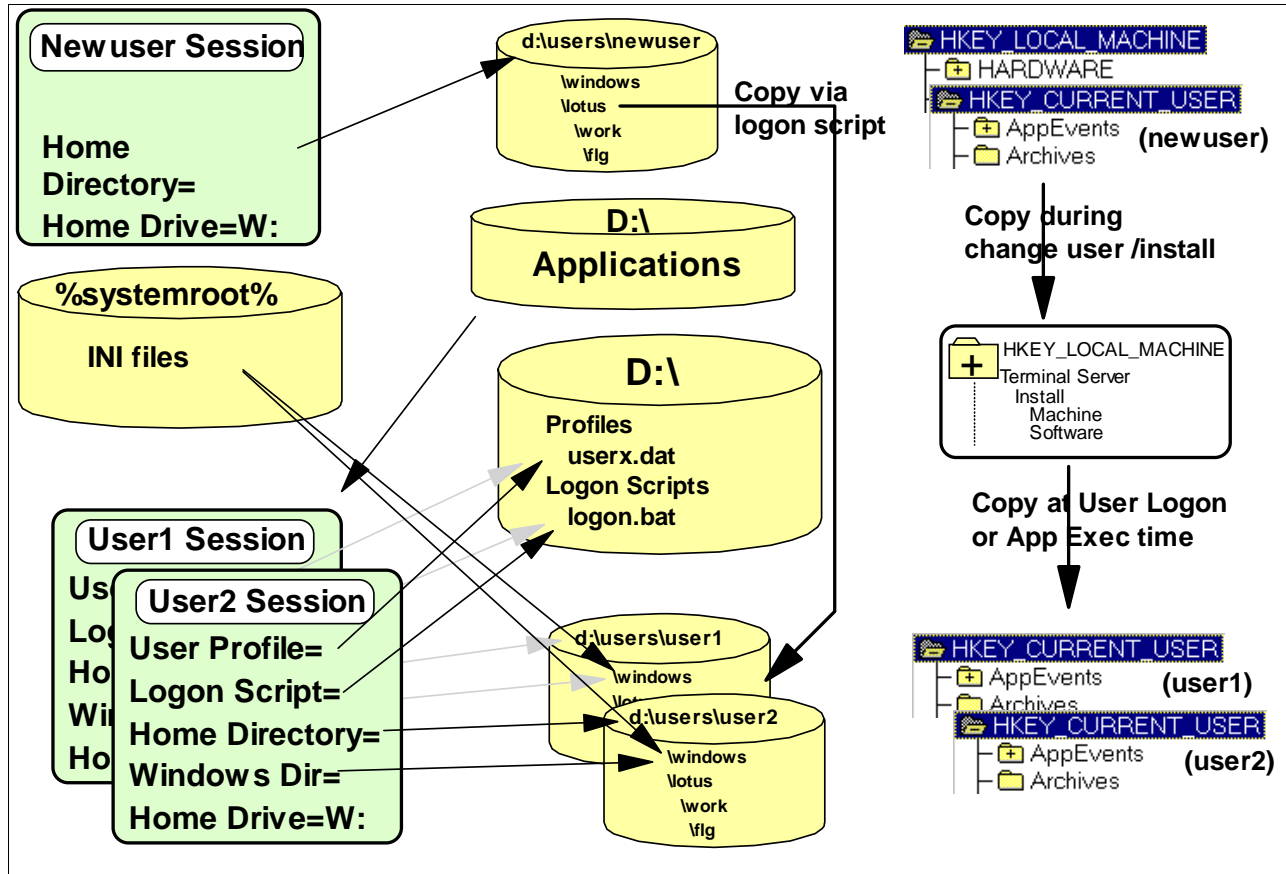 Newuser Session
Home
Directory=
Home Drive=W:
d:\users\newuser
\windows
\lotus
\work
\flg
Copy via
logon script
HKEY_LOCAL_MACHINE
HARDWARE
HKEY_CURRENT_USER
AppEvents
Archives
(newuser)
Copy during
change user /install
%systemroot%
INI files
D:\
Applications
D:\
Profiles
userx.dat
Logon Scripts
logon.bat
HKEY_LOCAL_MACHINE
Terminal Server
Install
Machine
Software
Copy at User Logon
or App Exec time
User1 Session
User2 Session
User Profile=
Logon Script=
Home Directory=
Windows Dir=
Home Drive=W:
d:\users\user1
\windows
d:\users\user2
\windows
\lotus
\work
\flg
HKEY_CURRENT_USER
AppEvents
Archives
(user1)
HKEY_CURRENT_USER
AppEvents
Archives
(user2)